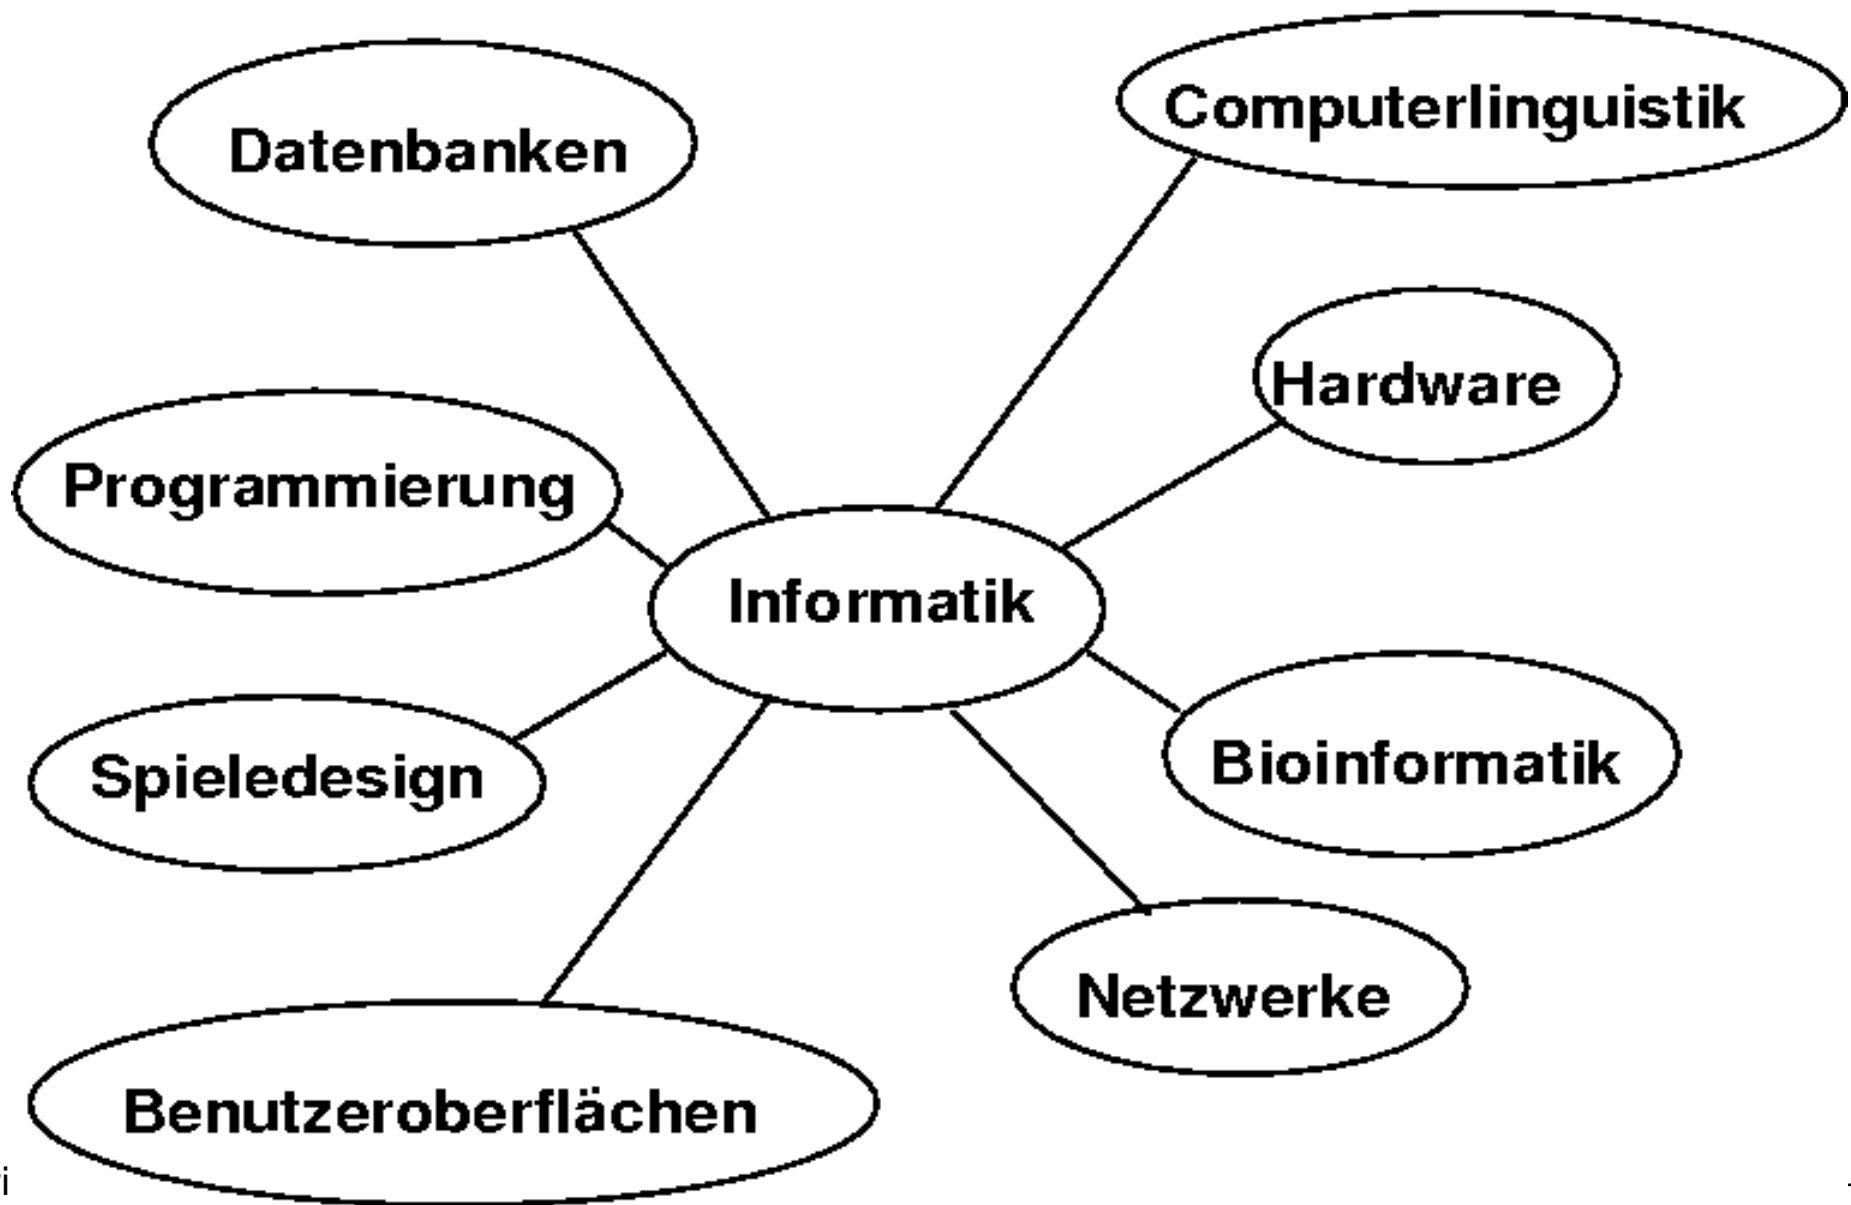 Computerlinguistik
Datenbanken
Hardware
Programmierung
Informatik
Bioinformatik
Spieledesign
Netzwerke
Benutzeroberflächen